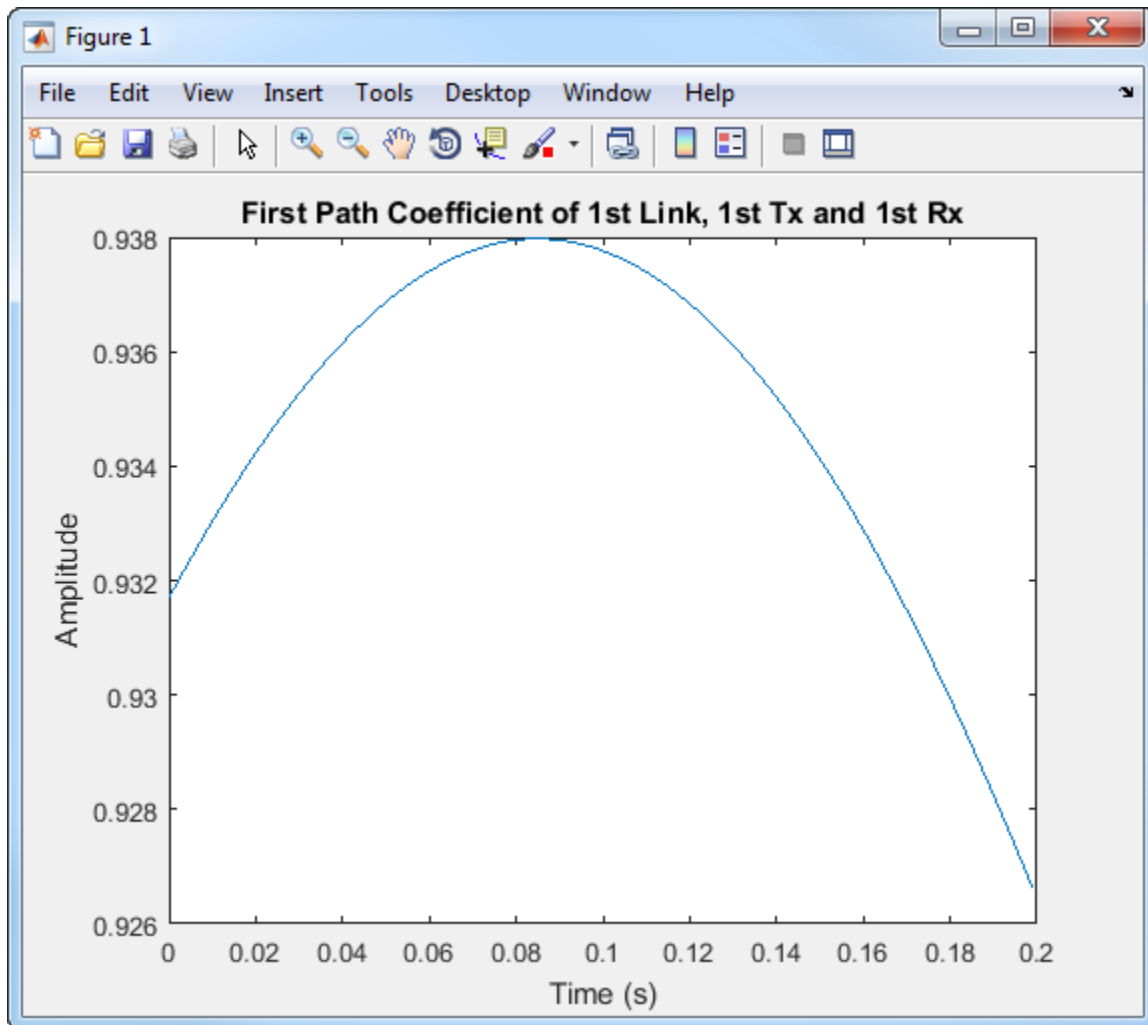 Figure 1
File Edit View Insert Tools Desktop Window Help
First Path Coefficient of 1st Link, 1st Tx and 1st Rx
0.938
0.936
0.934
0.932
0.93
0.928
0.926
Amplitude
0 0.02 0.04 0.06 0.08 0.1 0.12 0.14 0.16 0.18 0.2
Time (s)